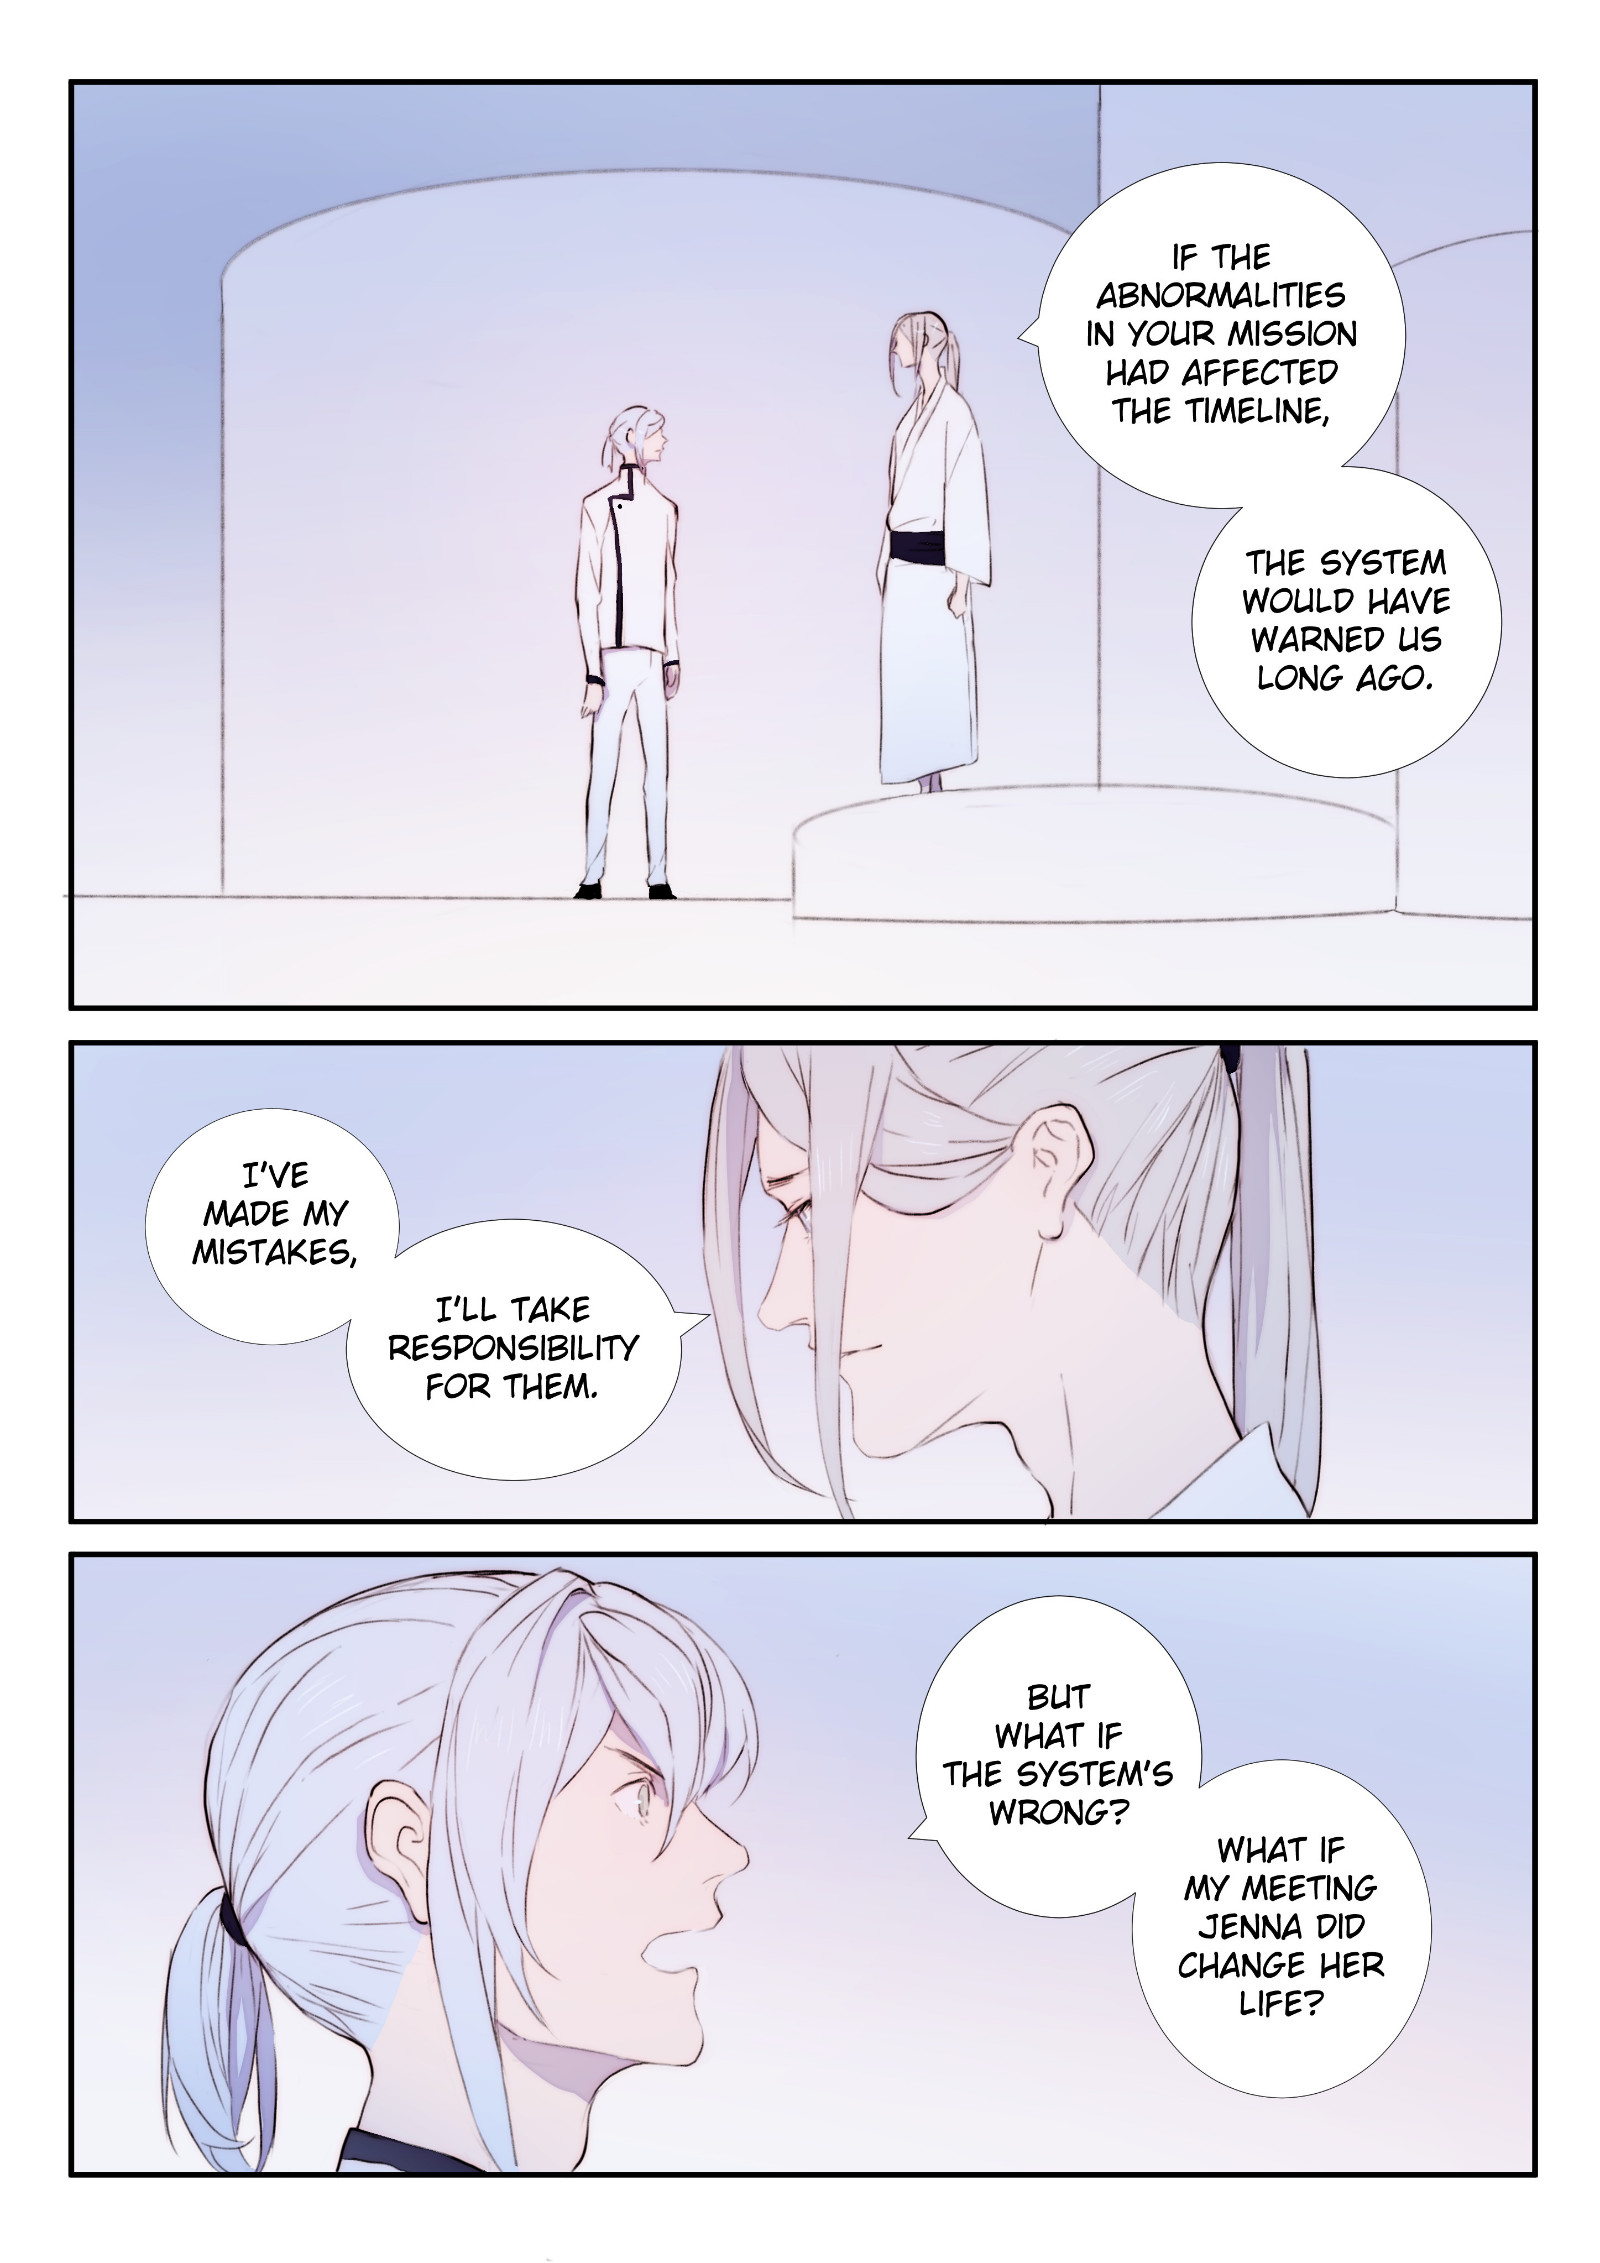 IF THE
ABNORMALITIES
IN YOUR MISSION
HAD AFFECTED
THE TIMELINE,
THE SYSTEM
WOULD HAVE
WARNED US
LONG AGO.
I'VE
MADE MY
MISTAKES,
I'LL TAKE
RESPONSIBILITY
FOR THEM.
BUT
WHAT IF
THE SYSTEM'S
WRONG?
WHAT IF
MY MEETING
JENNA DID
CHANGE HER
LIFE?